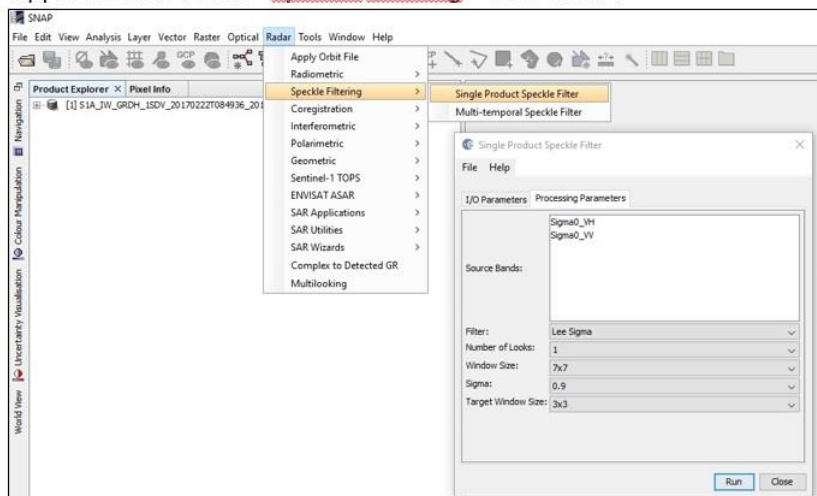 SNAP
File Edit View Analysis Layer Vector Raster Optical Radar Tools Window Help
GCP
Apply Orbit File
Radiometric >
Speckle Filtering >
Coregistration >
Interferometric >
Polarimetric >
Geometric >
Sentinel-1 TOPS >
ENVISAT ASAR >
SAR Applications >
SAR Utilities >
SAR Wizards >
Complex to Detected GR
Multilooking
Single Product Speckle Filter
Multi-temporal Speckle Filter
Product Explorer × Pixel Info
[1] S1A_IW_GRDH_1SDV_20170222T084936_201
Navigation
Colour Manipulation
Uncertainty Visualisation
World View
Single Product Speckle Filter ×
File Help
I/O Parameters Processing Parameters
Source Bands:
Sigma0_VH
Sigma0_VV
Filter: Lee Sigma
Number of Looks: 1
Window Size: 7x7
Sigma: 0.9
Target Window Size: 3x3
Run Close